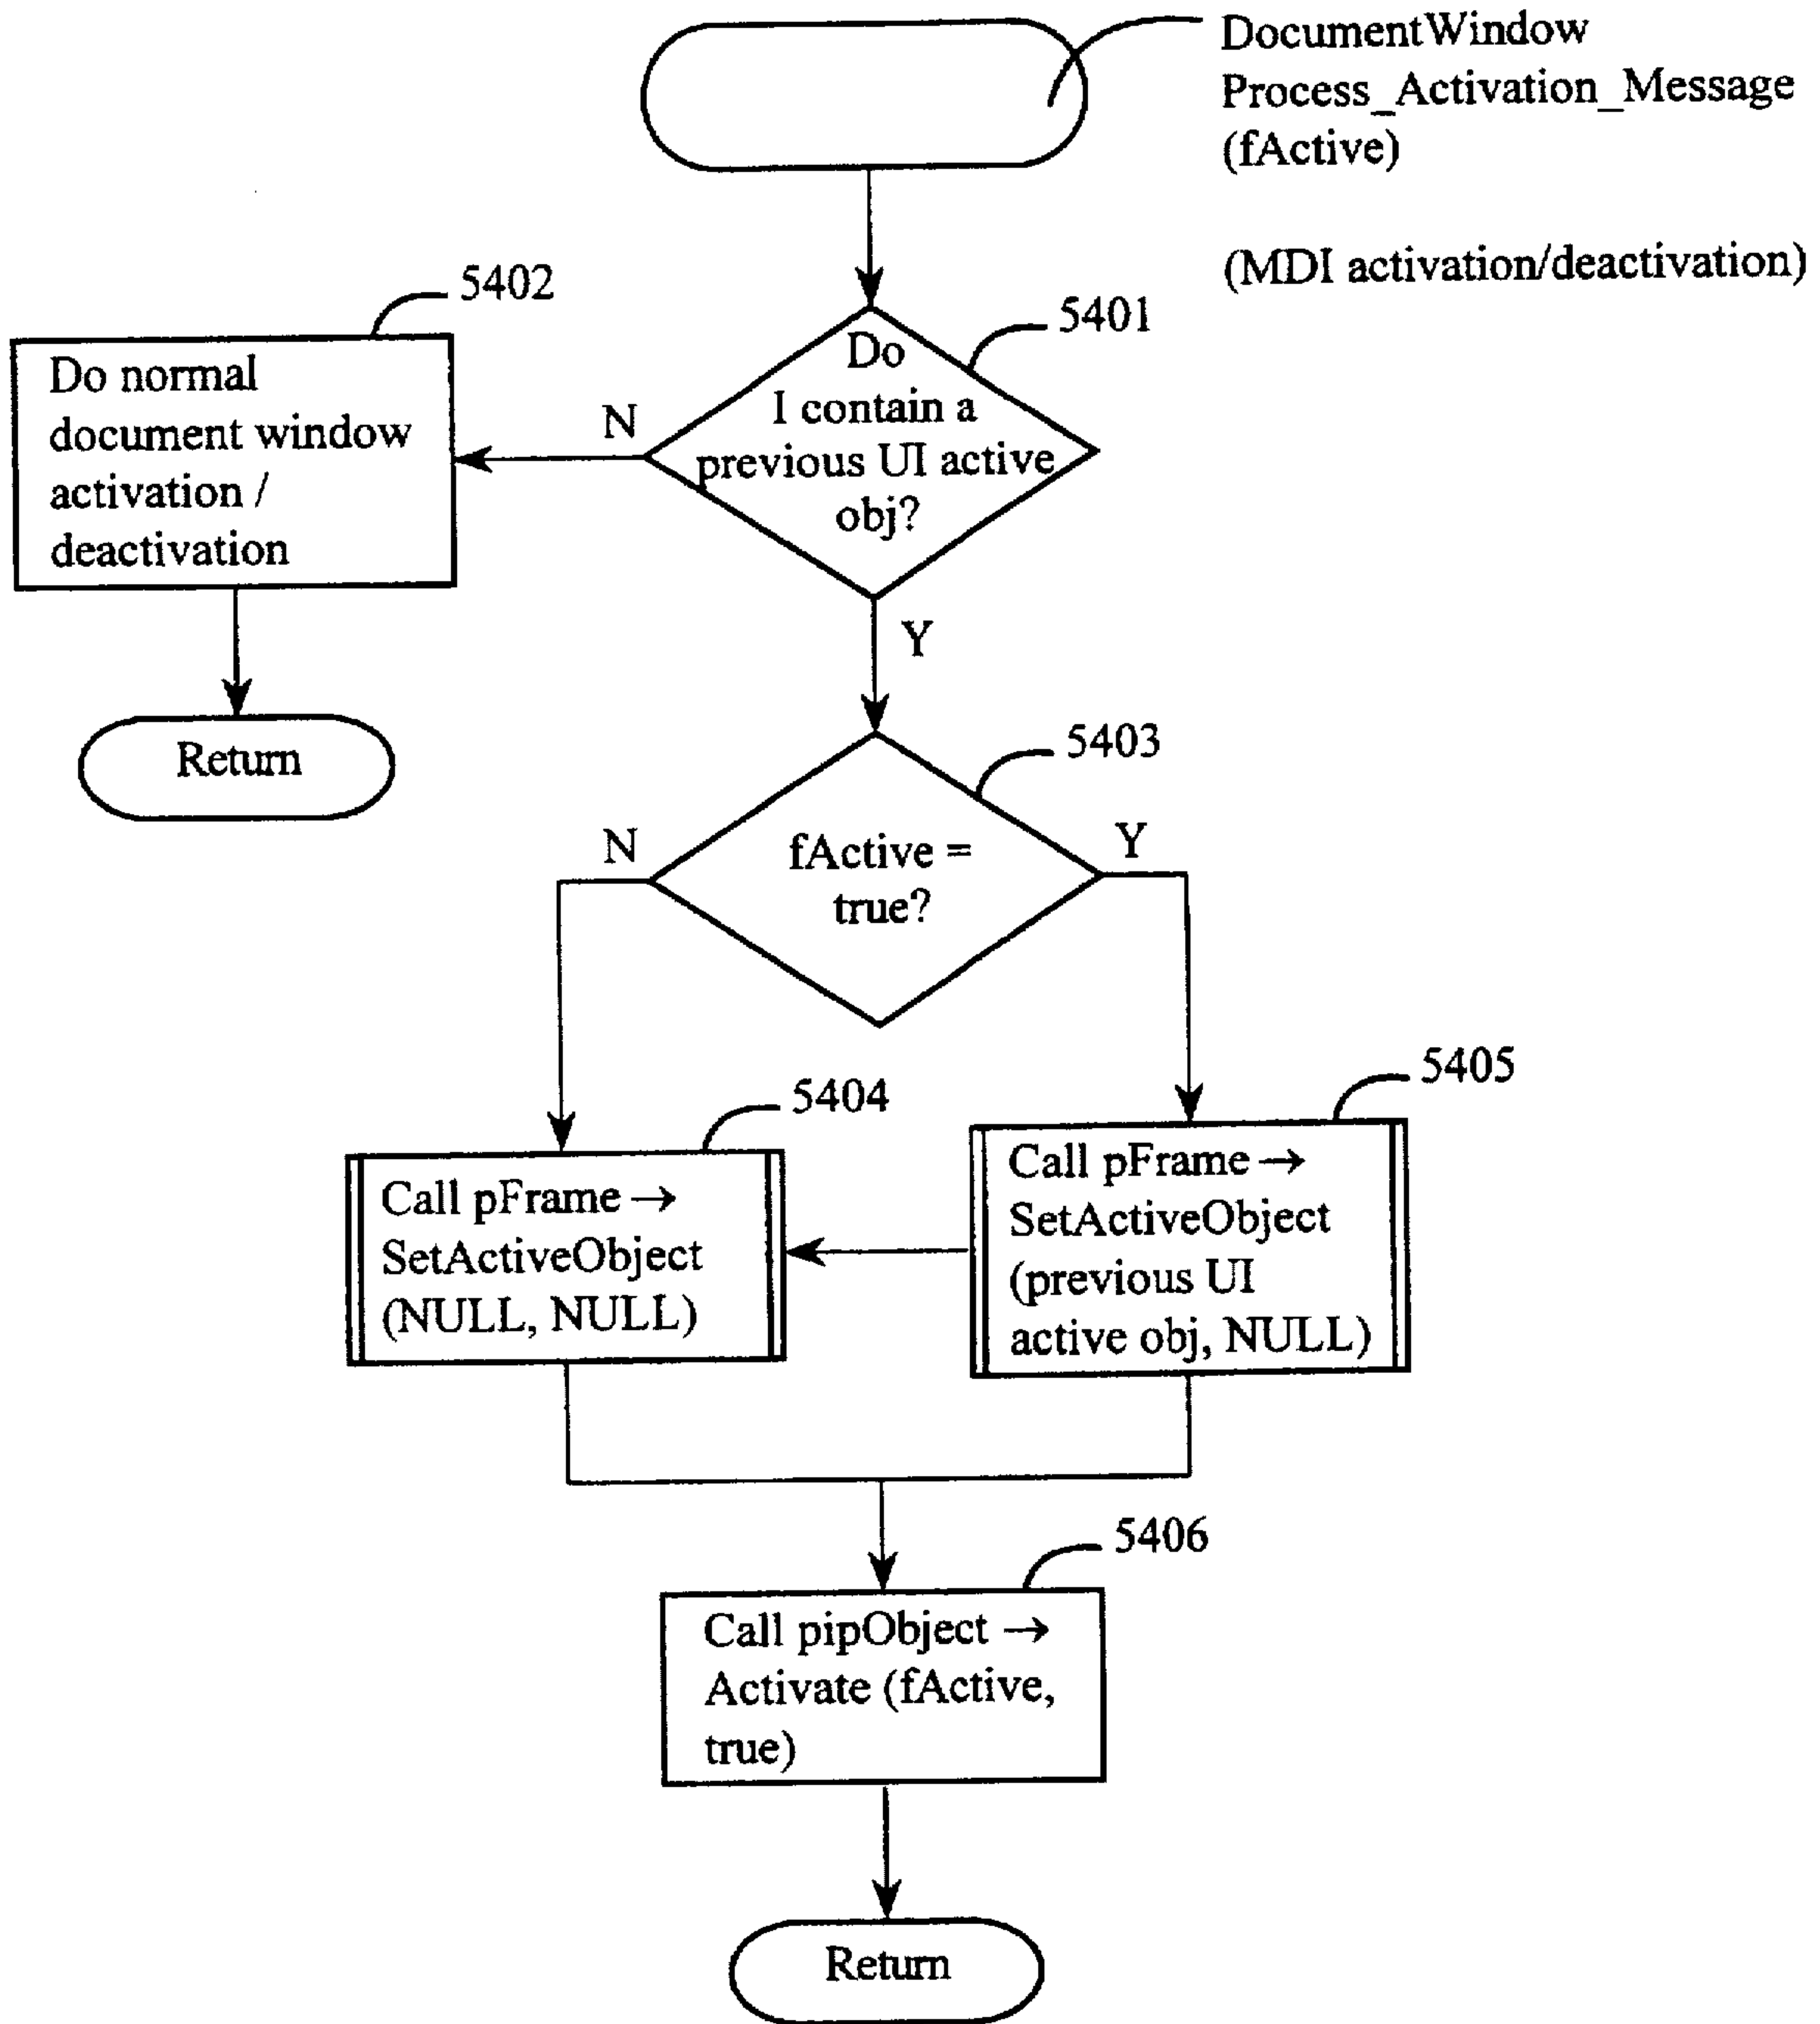 DocumentWindow
Process_Activation_Message
(fActive)
(MDI activation/deactivation)
5402
5401
Do normal
document window
activation /
deactivation
N
Do
I contain a
previous UI active
obj?
Y
Return
5403
N
fActive =
true?
Y
5404
5405
Call pFrame →
SetActiveObject
(NULL, NULL)
Call pFrame →
SetActiveObject
(previous UI
active obj, NULL)
5406
Call pipObject →
Activate (fActive,
true)
Return